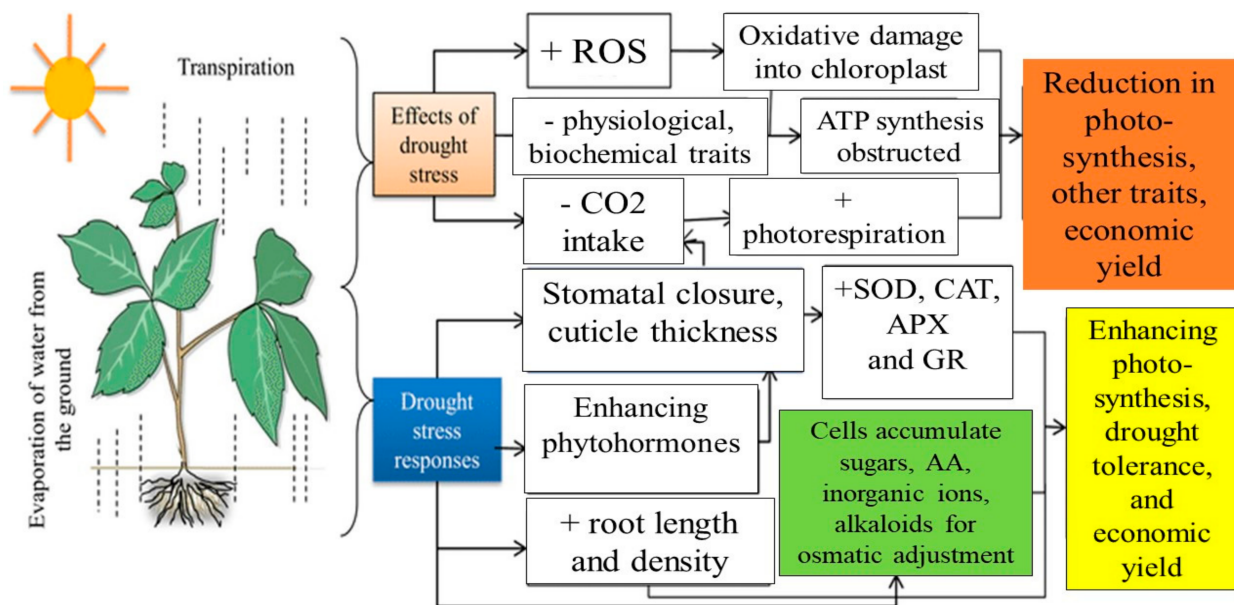 Transpiration
Evaporation of water from
the ground
Effects of
drought
stress
+ ROS
Oxidative damage
into chloroplast
- physiological,
biochemical traits
ATP synthesis
obstructed
- CO2
intake
+
photorespiration
Reduction in
photo-
synthesis,
other traits,
economic
yield
Drought
stress
responses
Stomatal closure,
cuticle thickness
+SOD, CAT,
APX
and GR
Enhancing
phytohormones
+ root length
and density
Cells accumulate
sugars, AA,
inorganic ions,
alkaloids for
osmatic adjustment
Enhancing
photo-
synthesis,
drought
tolerance,
and
economic
yield